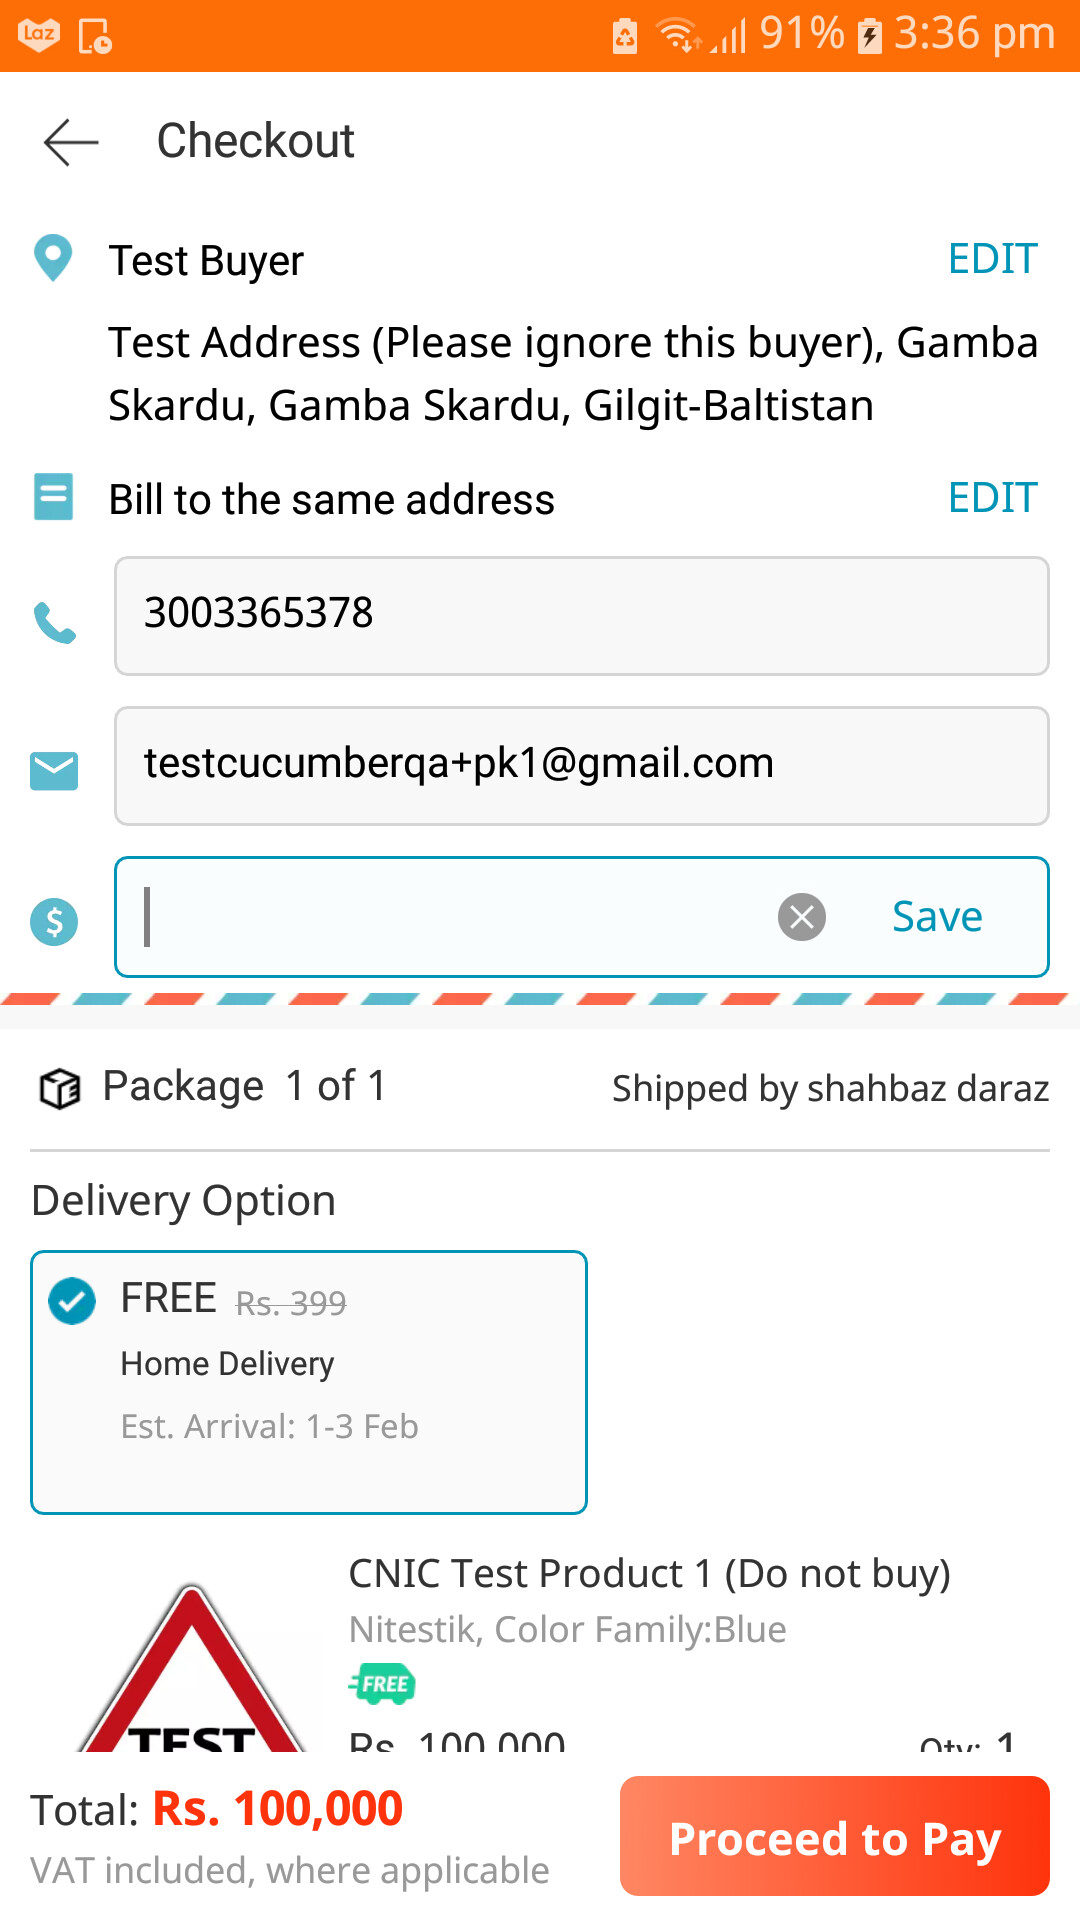 Laz 91% 3:36 pm
Checkout
Test Buyer EDIT
Test Address (Please ignore this buyer), Gamba
Skardu, Gamba Skardu, Gilgit-Baltistan
Bill to the same address EDIT
3003365378
testcucumberqa+pk1@gmail.com
$ Save
Package 1 of 1 Shipped by shahbaz daraz
Delivery Option
FREE Rs. 399
Home Delivery
Est. Arrival: 1-3 Feb
CNIC Test Product 1 (Do not buy)
Nitestik, Color Family:Blue
FREE
TEST
Rs. 100,000 Qty: 1
Total: Rs. 100,000
Proceed to Pay
VAT included, where applicable